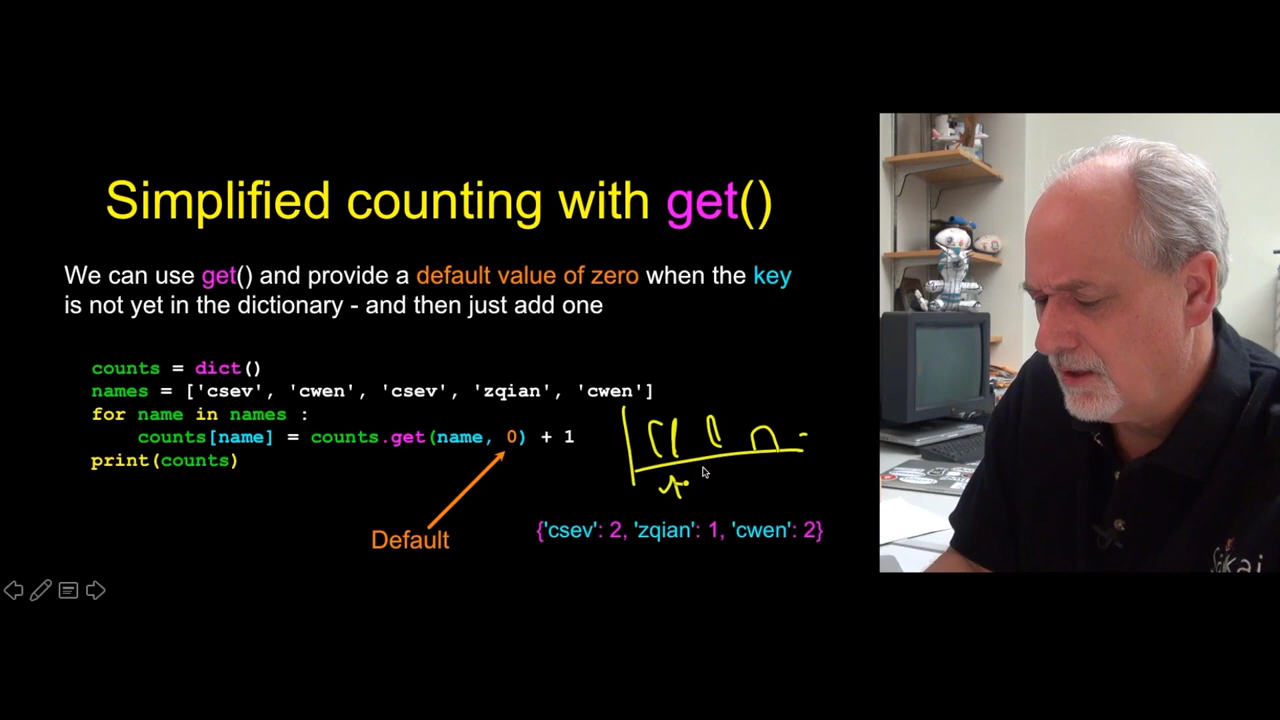 Simplified counting with get()
We can use get() and provide a default value of zero when the key
is not yet in the dictionary - and then just add one
counts = dict()
names = ['csev', 'cwen', 'csev', 'zqian', 'cwen']
for name in names :
    counts[name] = counts.get(name, 0) + 1
print(counts)
Default
{'csev': 2, 'zqian': 1, 'cwen': 2}